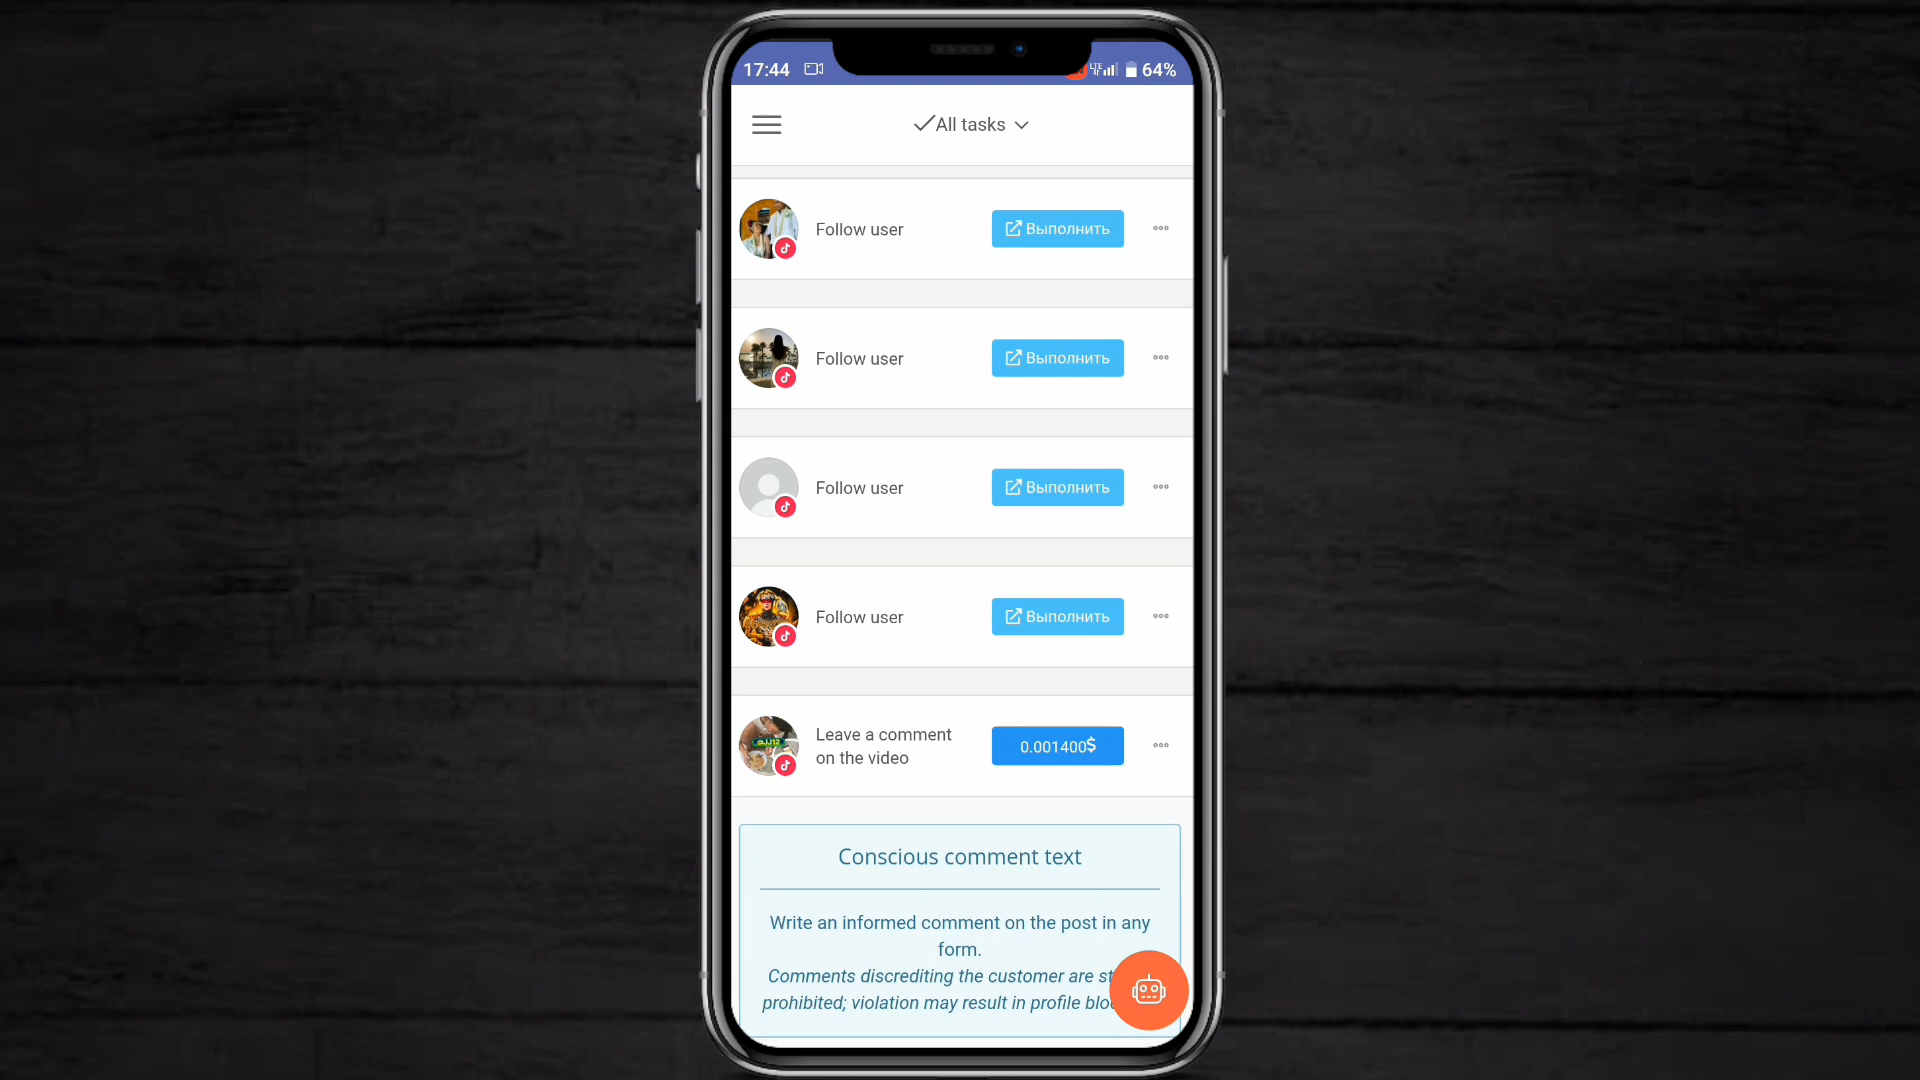 17:44
LTE
64%
All tasks
Follow user
Выполнить
Follow user
Выполнить
Follow user
Выполнить
Follow user
Выполнить
Leave a comment
on the video
0.001400$
Conscious comment text
Write an informed comment on the post in any
form.
Comments discrediting the customer are
prohibited; violation may result in profile